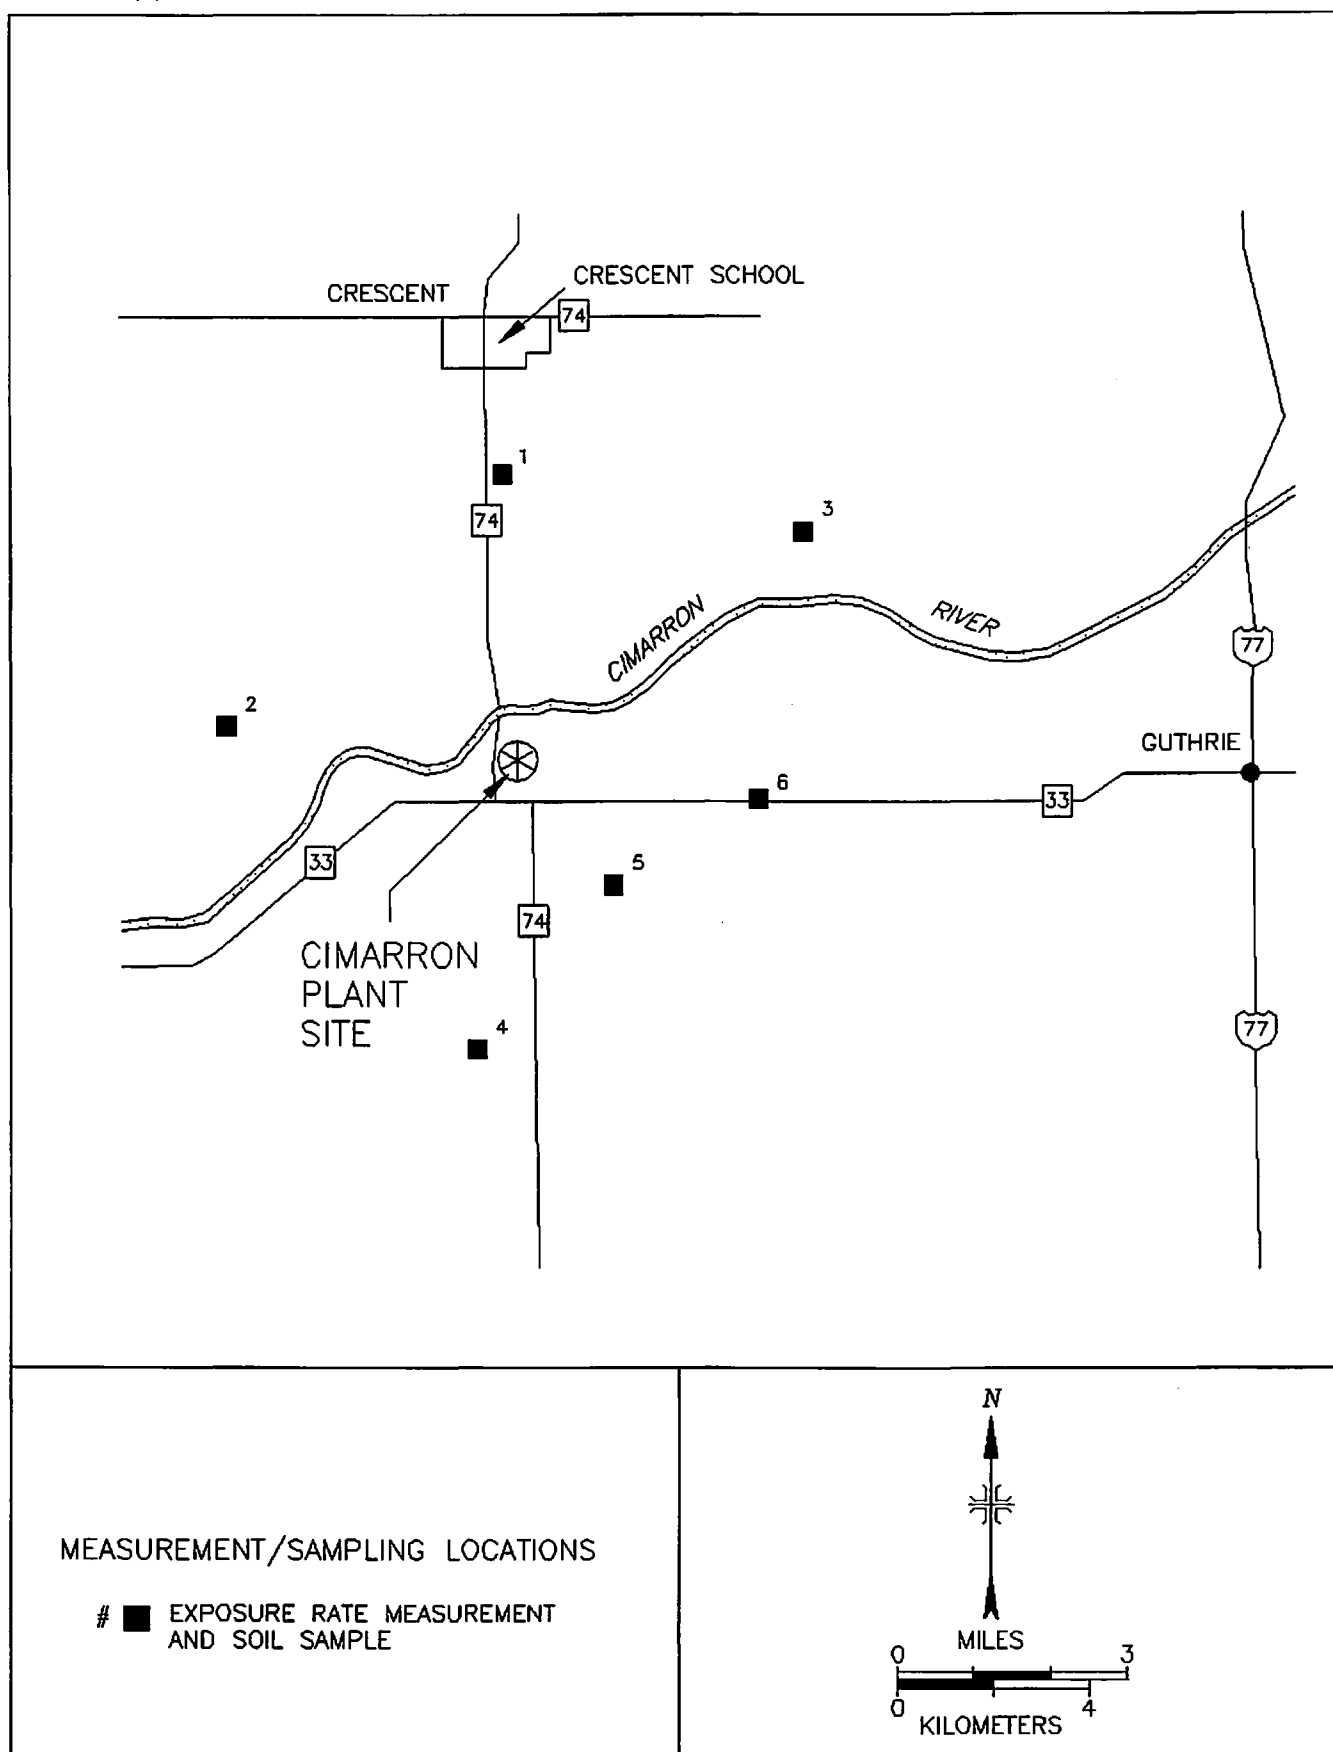 CRESCENT SCHOOL
CRESCENT
74
1
74
3
CIMARRON
RIVER
77
2
GUTHRIE
6
33
33
5
74
CIMARRON
PLANT
SITE
4
77
N
MEASUREMENT/SAMPLING LOCATIONS
# EXPOSURE RATE MEASUREMENT
AND SOIL SAMPLE
MILES
0 3
0 4
KILOMETERS